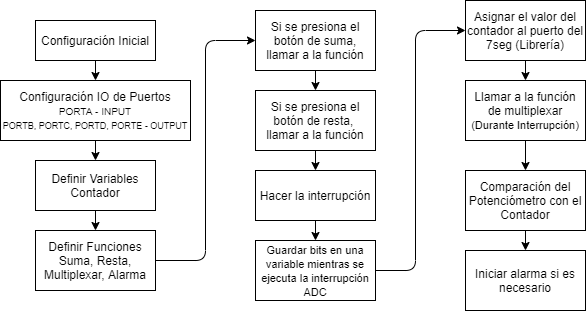 Configuración Inicial
Configuración IO de Puertos
PORTA - INPUT
PORTB, PORTC, PORTD, PORTE - OUTPUT
Definir Variables
Contador
Definir Funciones
Suma, Resta,
Multiplexar, Alarma
Si se presiona el
botón de suma,
llamar a la función
Si se presiona el
botón de resta,
llamar a la función
Hacer la interrupción
Guardar bits en una
variable mientras se
ejecuta la interrupción
ADC
Asignar el valor del
contador al puerto del
7seg (Librería)
Llamar a la función
de multiplexar
(Durante Interrupción)
Comparación del
Potenciómetro con el
Contador
Iniciar alarma si es
necesario